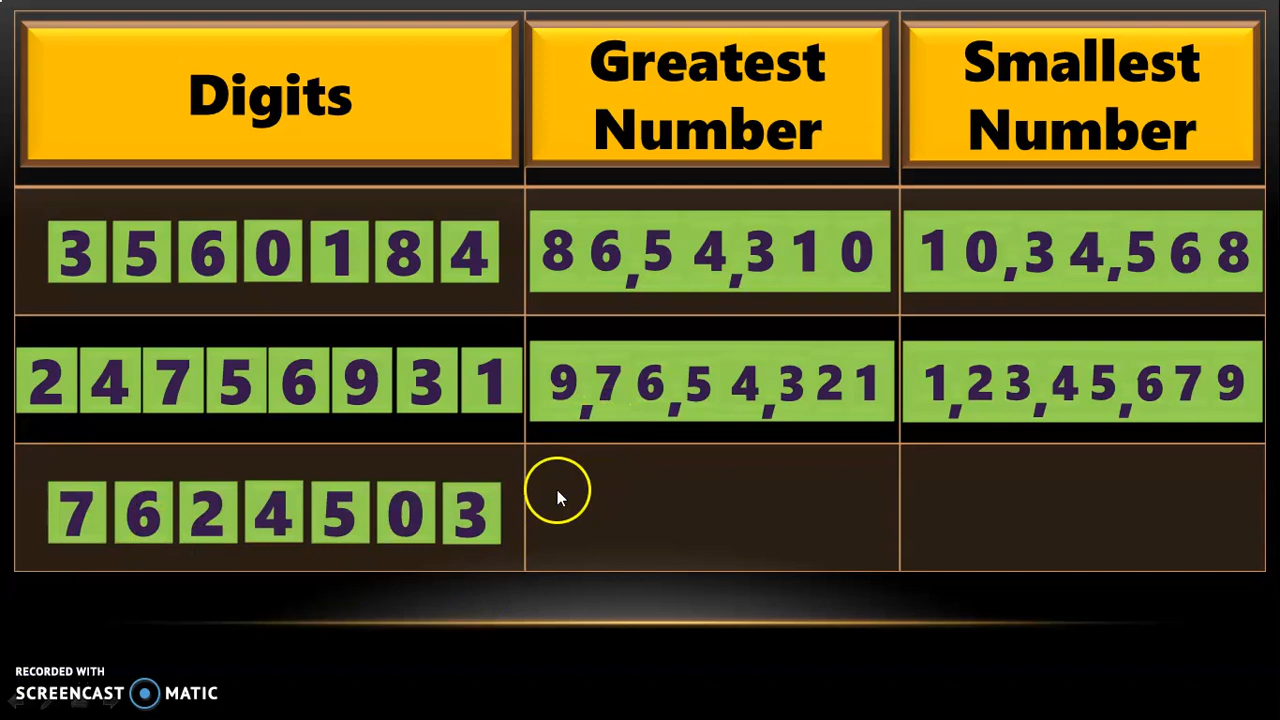 Digits
Greatest
Number
Smallest
Number
3 5 6 0 1 8 4
8 6,5 4,3 1 0
1 0,3 4,5 6 8
2 4 7 5 6 9 3 1
9,7 6,5 4,3 2 1
1,2 3,4 5,6 7 9
7 6 2 4 5 0 3
RECORDED WITH
SCREENCAST MATIC